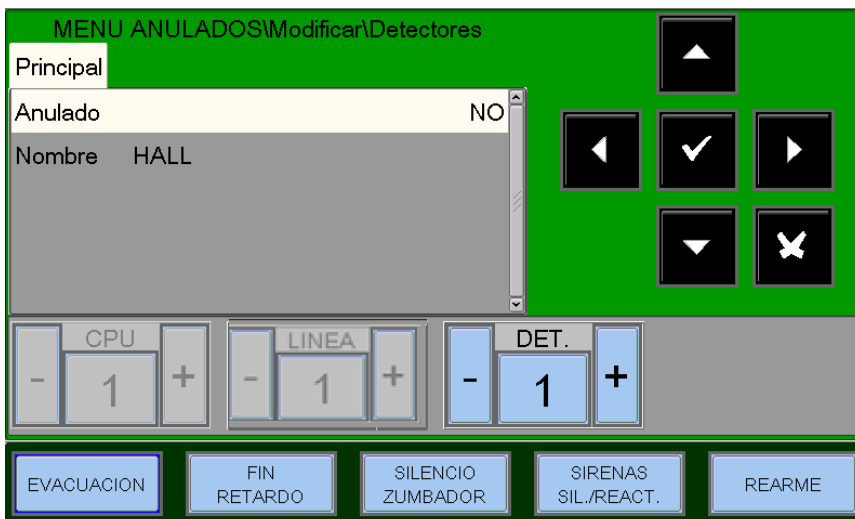 MENU ANULADOS\Modificar\Detectores
Principal
Anulado NO
Nombre HALL
CPU
- 1 +
LINEA
- 1 +
DET.
- 1 +
EVACUACION
FIN
RETARDO
SILENCIO
ZUMBADOR
SIRENAS
SIL./REACT.
REARME